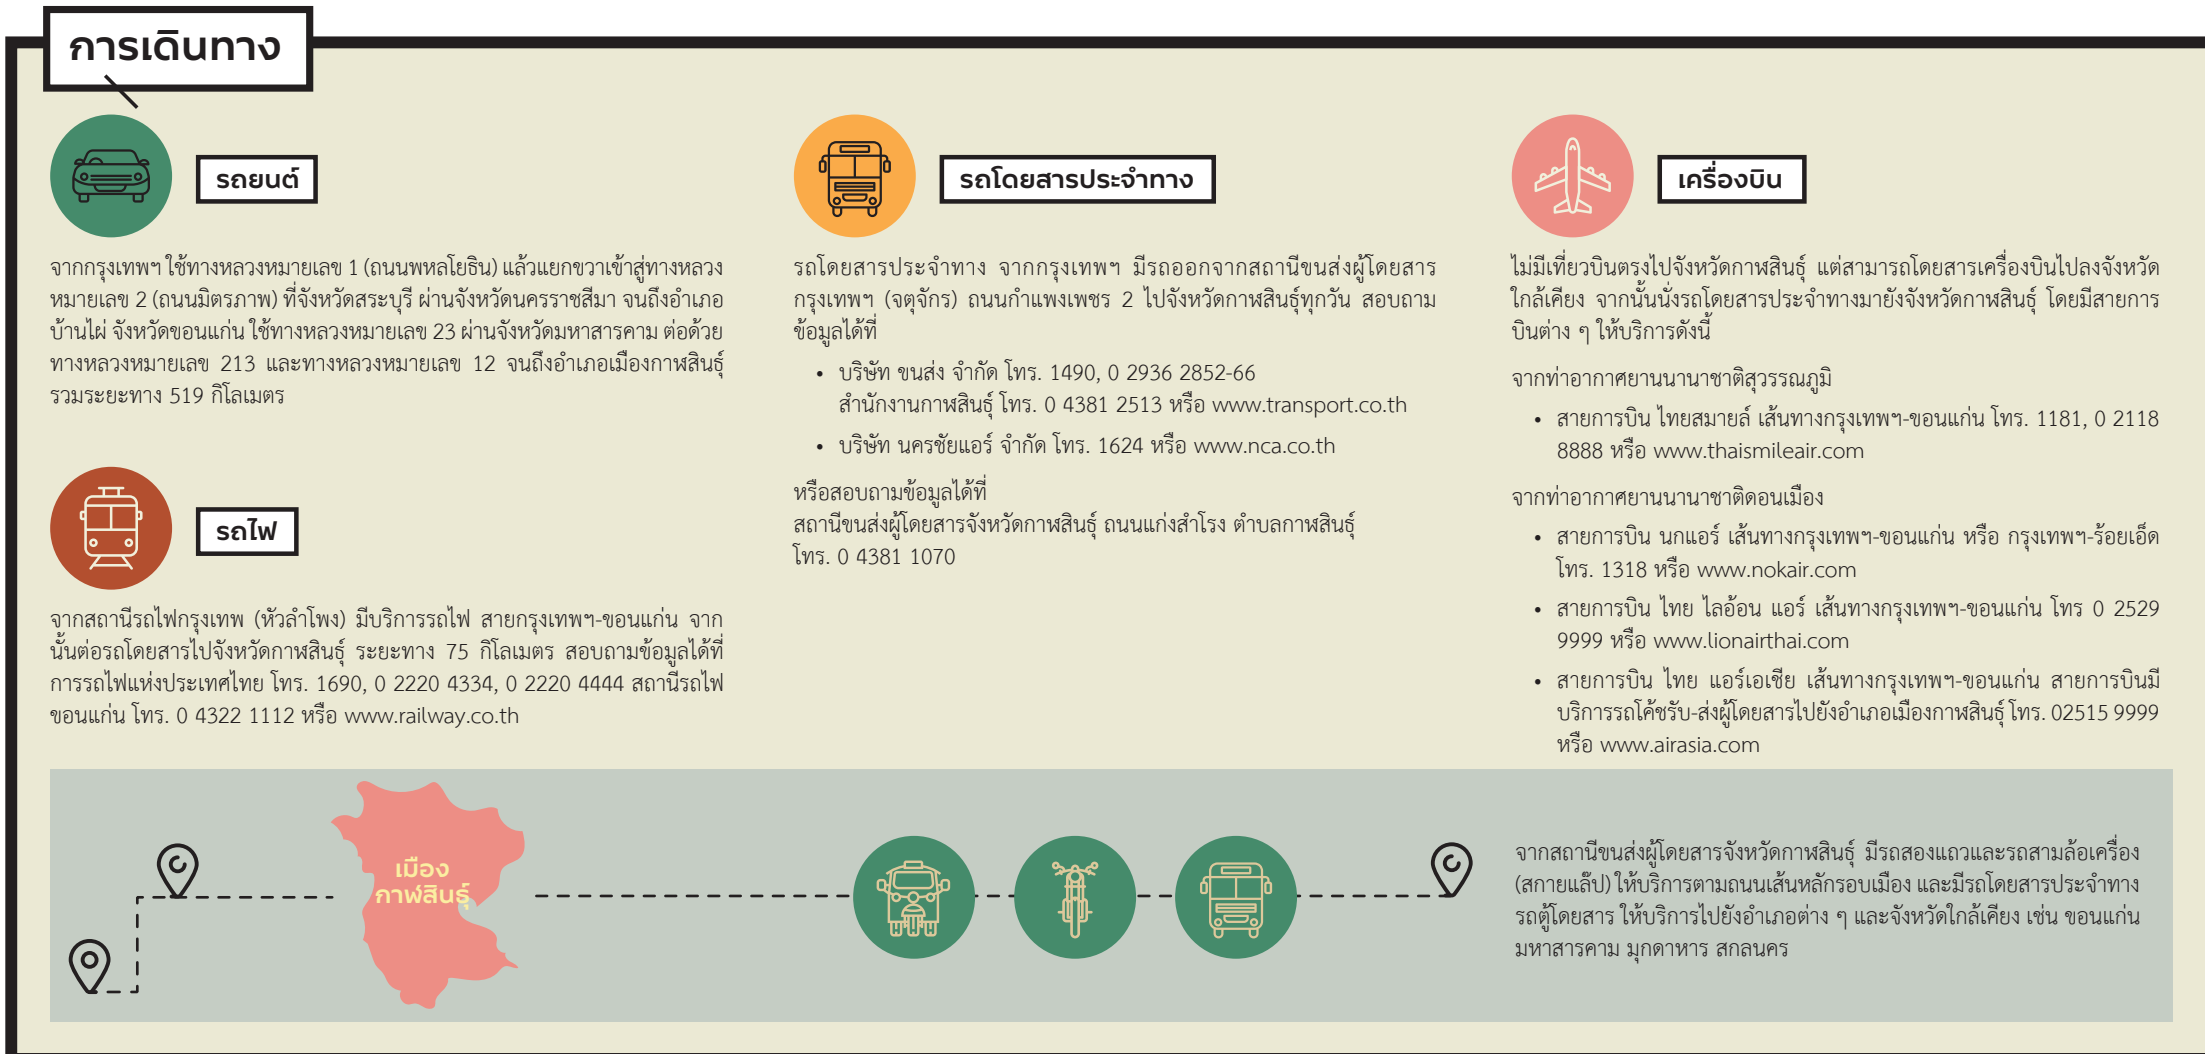 การเดินทาง
รถยนต์
จากกรุงเทพฯ ใช้ทางหลวงหมายเลข 1 (ถนนพหลโยธิน) แล้วแยกขวาเข้าสู่ทางหลวง
หมายเลข 2 (ถนนมิตรภาพ) ที่จังหวัดสระบุรี ผ่านจังหวัดนครราชสีมา จนถึงอำเภอ
บ้านไผ่ จังหวัดขอนแก่น ใช้ทางหลวงหมายเลข 23 ผ่านจังหวัดมหาสารคาม ต่อด้วย
ทางหลวงหมายเลข 213 และทางหลวงหมายเลข 12 จนถึงอำเภอเมืองกาฬสินธุ์
รวมระยะทาง 519 กิโลเมตร
รถไฟ
จากสถานีรถไฟกรุงเทพ (หัวลำโพง) มีบริการรถไฟ สายกรุงเทพฯ-ขอนแก่น จาก
นั้นต่อรถโดยสารไปจังหวัดกาฬสินธุ์ ระยะทาง 75 กิโลเมตร สอบถามข้อมูลได้ที่
การรถไฟแห่งประเทศไทย โทร. 1690, 0 2220 4334, 0 2220 4444 สถานีรถไฟ
ขอนแก่น โทร. 0 4322 1112 หรือ www.railway.co.th
รถโดยสารประจำทาง
รถโดยสารประจำทาง จากกรุงเทพฯ มีรถออกจากสถานีขนส่งผู้โดยสาร
กรุงเทพฯ (จตุจักร) ถนนกำแพงเพชร 2 ไปจังหวัดกาฬสินธุ์ทุกวัน สอบถาม
ข้อมูลได้ที่
• บริษัท ขนส่ง จำกัด โทร. 1490, 0 2936 2852-66
สำนักงานกาฬสินธุ์ โทร. 0 4381 2513 หรือ www.transport.co.th
• บริษัท นครชัยแอร์ จำกัด โทร. 1624 หรือ www.nca.co.th
หรือสอบถามข้อมูลได้ที่
สถานีขนส่งผู้โดยสารจังหวัดกาฬสินธุ์ ถนนแก่งสำโรง ตำบลกาฬสินธุ์
โทร. 0 4381 1070
เครื่องบิน
ไม่มีเที่ยวบินตรงไปจังหวัดกาฬสินธุ์ แต่สามารถโดยสารเครื่องบินไปลงจังหวัด
ใกล้เคียง จากนั้นนั่งรถโดยสารประจำทางมายังจังหวัดกาฬสินธุ์ โดยมีสายการ
บินต่าง ๆ ให้บริการดังนี้
จากท่าอากาศยานนานาชาติสุวรรณภูมิ
• สายการบิน ไทยสมายล์ เส้นทางกรุงเทพฯ-ขอนแก่น โทร. 1181, 0 2118
8888 หรือ www.thaismileair.com
จากท่าอากาศยานนานาชาติดอนเมือง
• สายการบิน นกแอร์ เส้นทางกรุงเทพฯ-ขอนแก่น หรือ กรุงเทพฯ-ร้อยเอ็ด
โทร. 1318 หรือ www.nokair.com
• สายการบิน ไทย ไลอ้อน แอร์ เส้นทางกรุงเทพฯ-ขอนแก่น โทร 0 2529
9999 หรือ www.lionairthai.com
• สายการบิน ไทย แอร์เอเชีย เส้นทางกรุงเทพฯ-ขอนแก่น สายการบินมี
บริการรถโค้ชรับ-ส่งผู้โดยสารไปยังอำเภอเมืองกาฬสินธุ์ โทร. 02515 9999
หรือ www.airasia.com
เมือง
กาฬสินธุ์
จากสถานีขนส่งผู้โดยสารจังหวัดกาฬสินธุ์ มีรถสองแถวและรถสามล้อเครื่อง
(สกายแล๊ป) ให้บริการตามถนนเส้นหลักรอบเมือง และมีรถโดยสารประจำทาง
รถตู้โดยสาร ให้บริการไปยังอำเภอต่าง ๆ และจังหวัดใกล้เคียง เช่น ขอนแก่น
มหาสารคาม มุกดาหาร สกลนคร